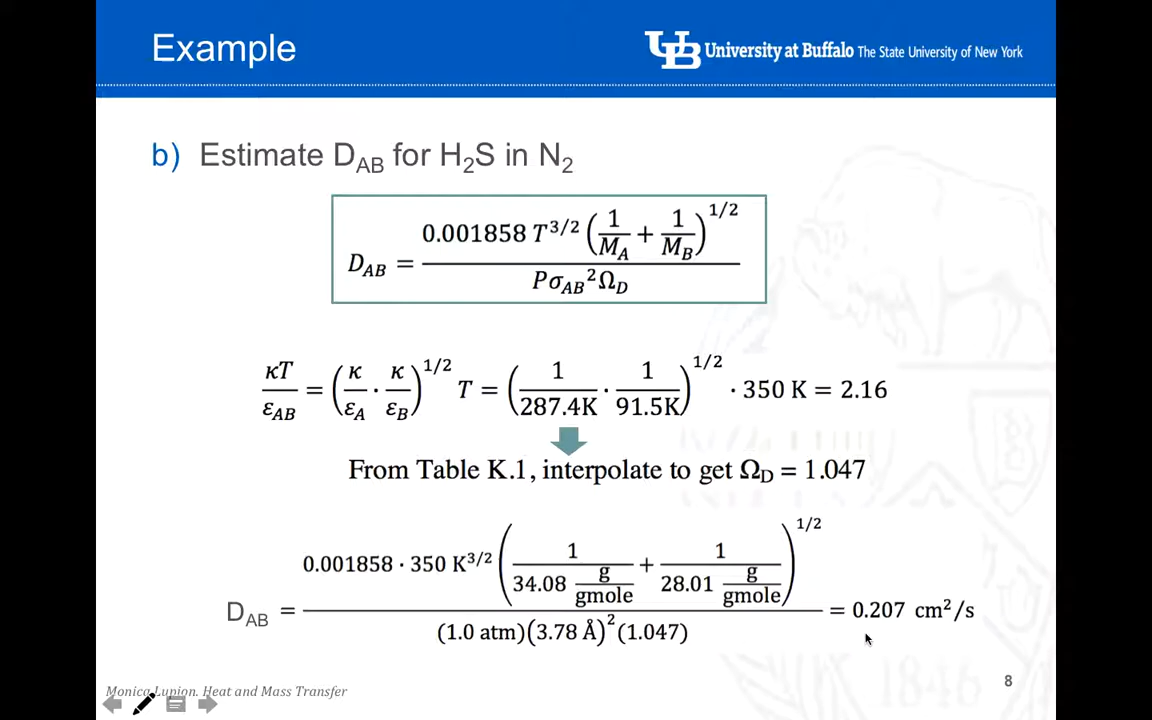 Example
UB University at Buffalo The State University of New York
b) Estimate D_AB for H₂S in N₂
D_AB = 0.001858 T^3/2 (1/M_A + 1/M_B)^1/2 / Pσ_AB²Ω_D
κT/ε_AB = (κ/ε_A · κ/ε_B)^1/2 T = (1/287.4K · 1/91.5K)^1/2 · 350 K = 2.16
From Table K.1, interpolate to get Ω_D = 1.047
D_AB = 0.001858 · 350 K^3/2 (1/34.08 g/gmole + 1/28.01 g/gmole)^1/2 / (1.0 atm)(3.78 Å)²(1.047) = 0.207 cm²/s
Monica Lupion. Heat and Mass Transfer
8
1846